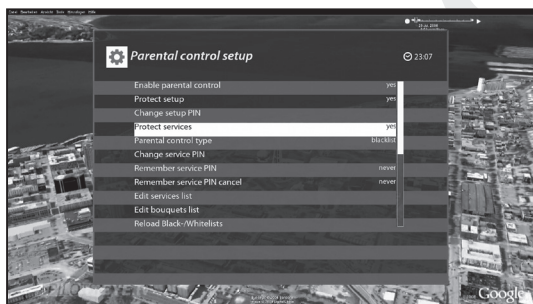 Parental control setup
23:07
Enable parental control yes
Protect setup yes
Change setup PIN
Protect services yes
Parental control type blacklist
Change service PIN
Remember service PIN never
Remember service PIN cancel never
Edit services list
Edit bouquets list
Reload Black-/Whitelists
Google